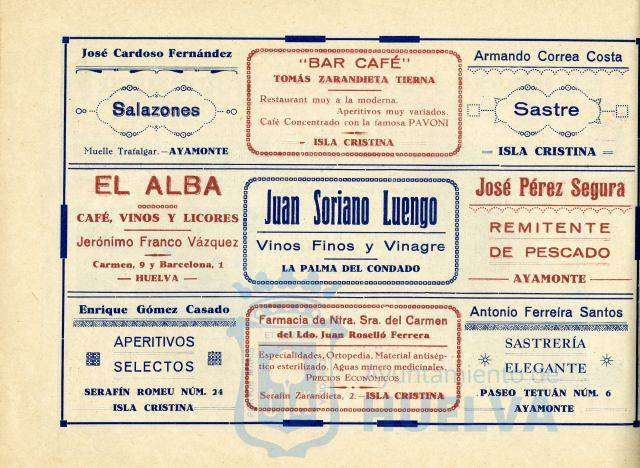 José Cardoso Fernández
Salazones
Muelle Trafalgar. — AYAMONTE
"BAR CAFÉ"
TOMÁS ZARANDIETA TIERNA
Restaurant muy a la moderna.
Aperitivos muy variados.
Café Concentrado con la famosa PAVONI
- ISLA CRISTINA
Armando Correa Costa
Sastre
— ISLA CRISTINA —
EL ALBA
CAFÉ, VINOS Y LICORES
Jerónimo Franco Vázquez
Carmen, 9 y Barcelona, 1
— HUELVA —
Juan Soriano Luengo
Vinos Finos y Vinagre
LA PALMA DEL CONDADO
José Pérez Segura
REMITENTE
DE PESCADO
— AYAMONTE —
Enrique Gómez Casado
APERITIVOS
SELECTOS
SERAFÍN ROMEU NÚM. 24
ISLA CRISTINA
Farmacia de Ntra. Sra. del Carmen
del Ldo. Juan Roselló Ferrera
Especialidades, Ortopedia, Material antisép-
tico esterilizado. Aguas minero medicinales.
PRECIOS ECONÓMICOS
Serafín Zarandieta, 2.—ISLA CRISTINA
Antonio Ferreíra Santos
SASTRERÍA
ELEGANTE
PASEO TETUÁN NÚM. 6
AYAMONTE
Ayuntamiento de
HUELVA